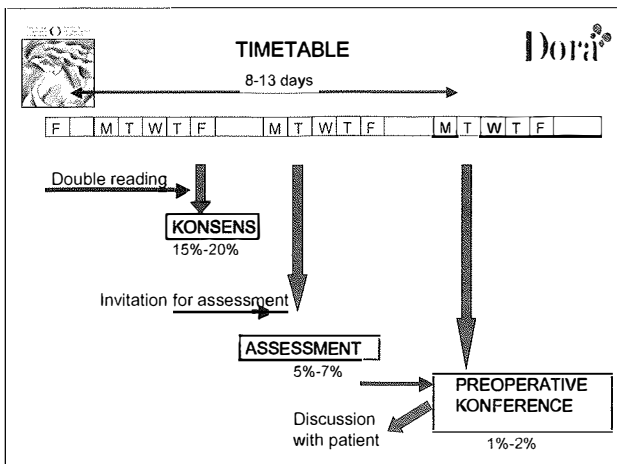 TIMETABLE
Dora
8-13 days
F M T W T F M T W T F M T W T F
Double reading
KONSENS
15%-20%
Invitation for assessment
ASSESSMENT
5%-7%
PREOPERATIVE
KONFERENCE
Discussion
with patient
1%-2%